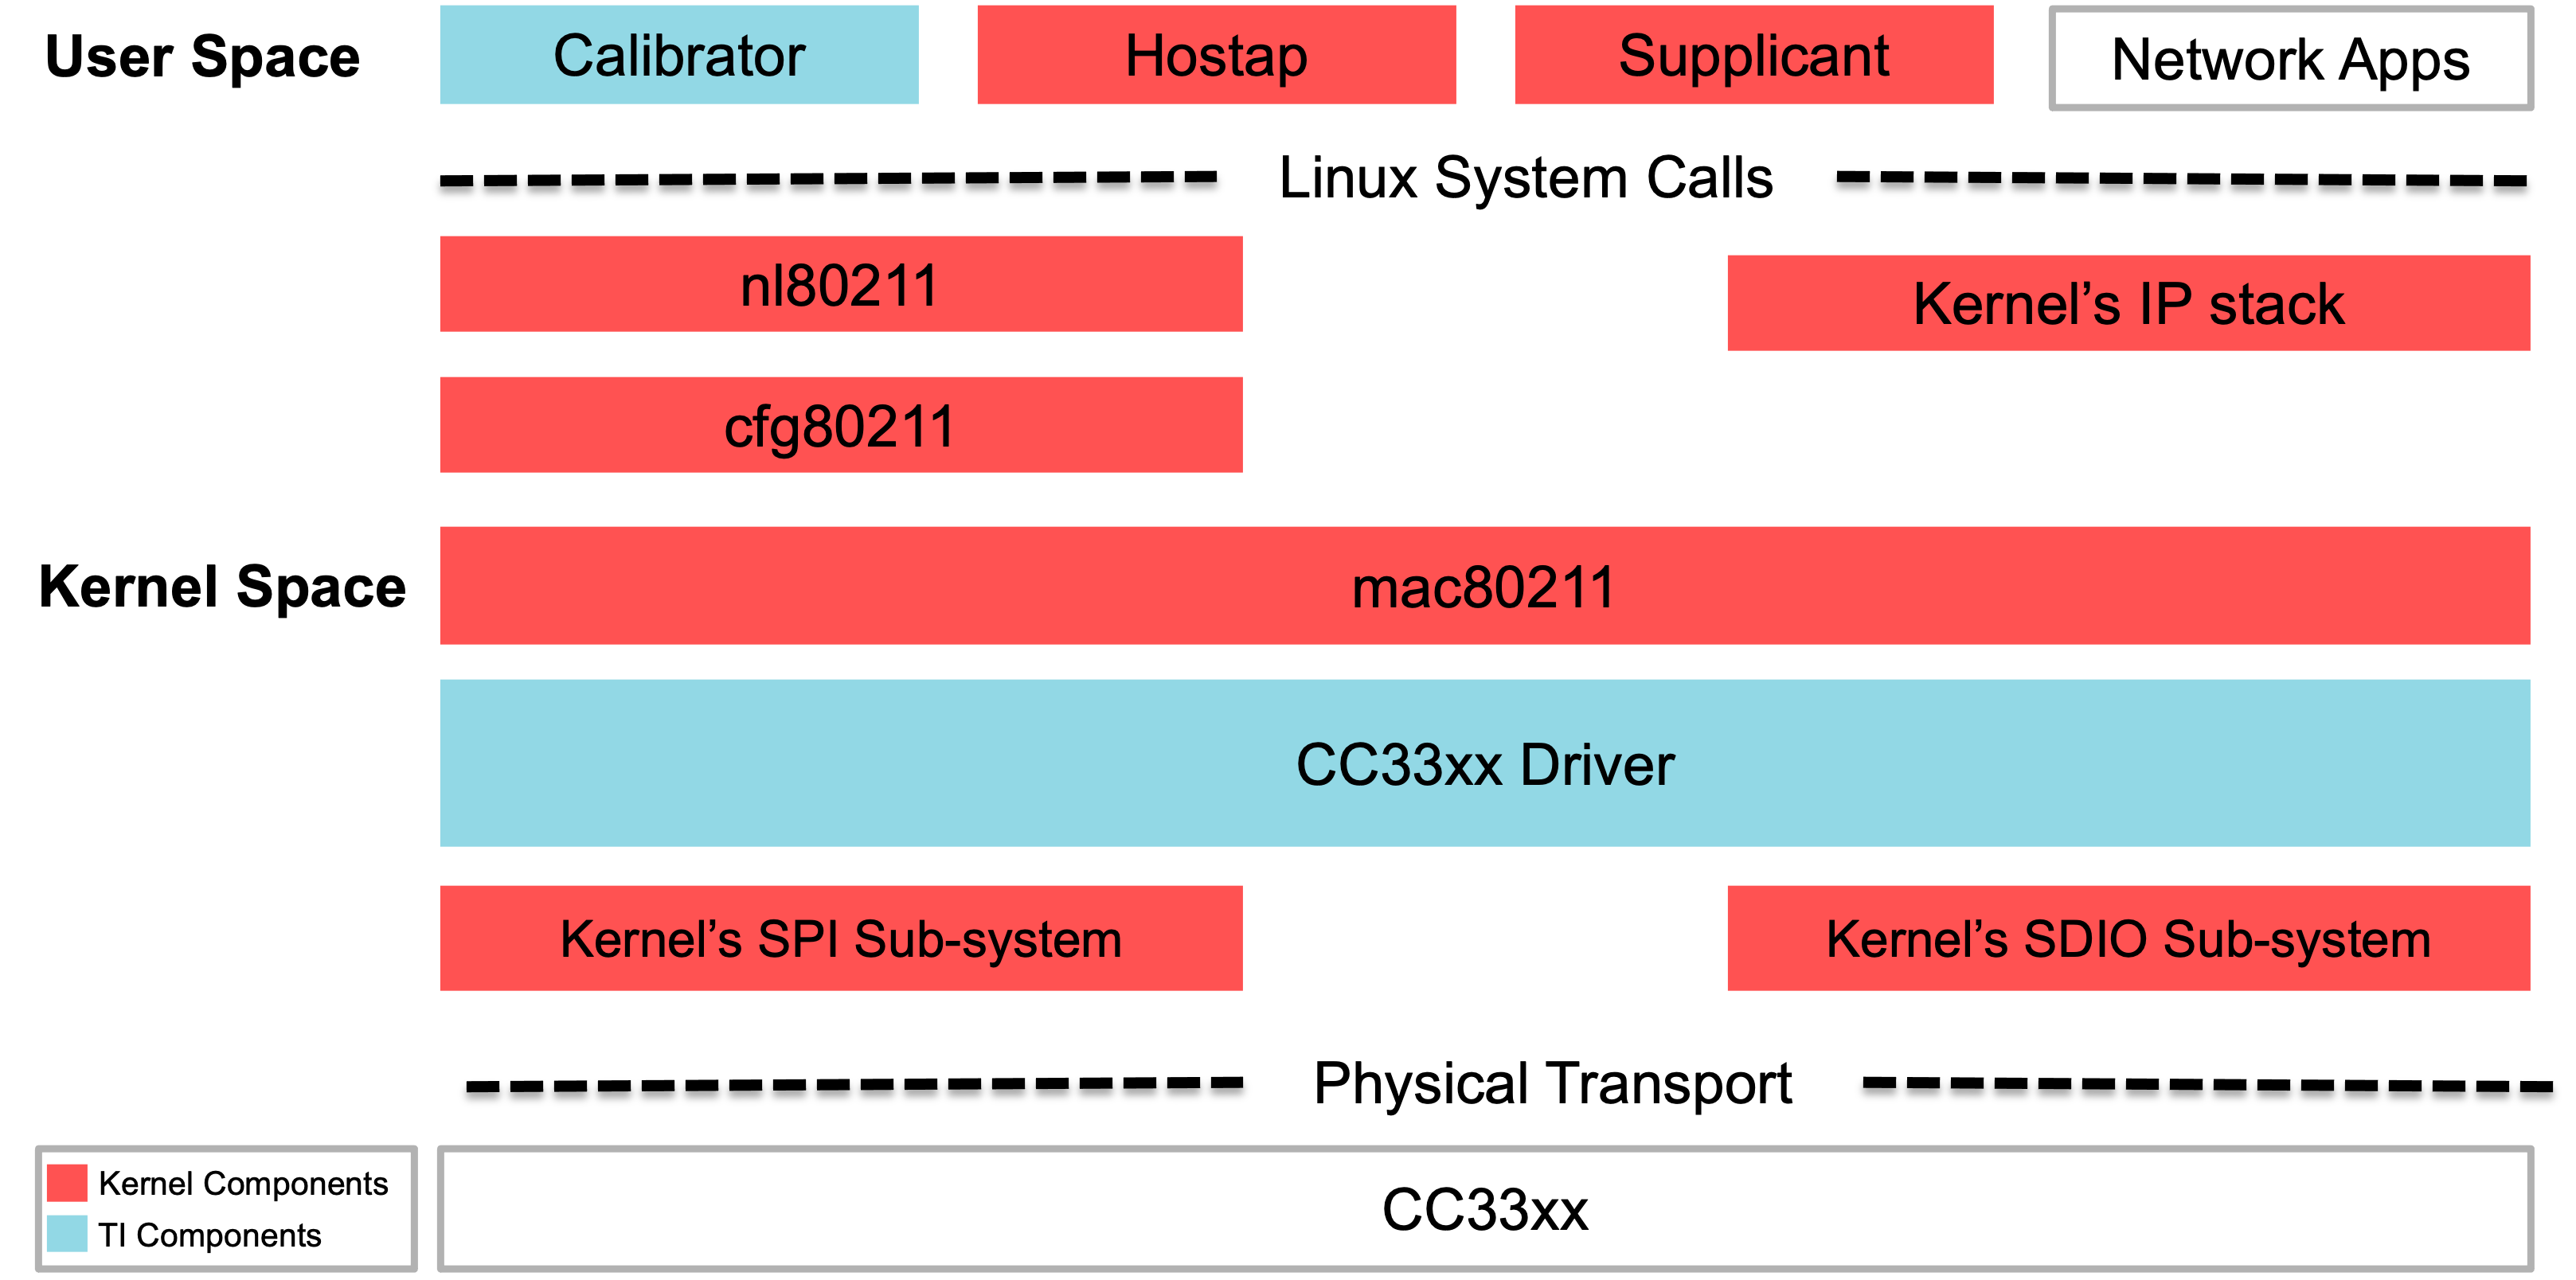 User Space
Calibrator
Hostap
Supplicant
Network Apps
Linux System Calls
nl80211
Kernel’s IP stack
cfg80211
Kernel Space
mac80211
CC33xx Driver
Kernel’s SPI Sub-system
Kernel’s SDIO Sub-system
Physical Transport
Kernel Components
TI Components
CC33xx